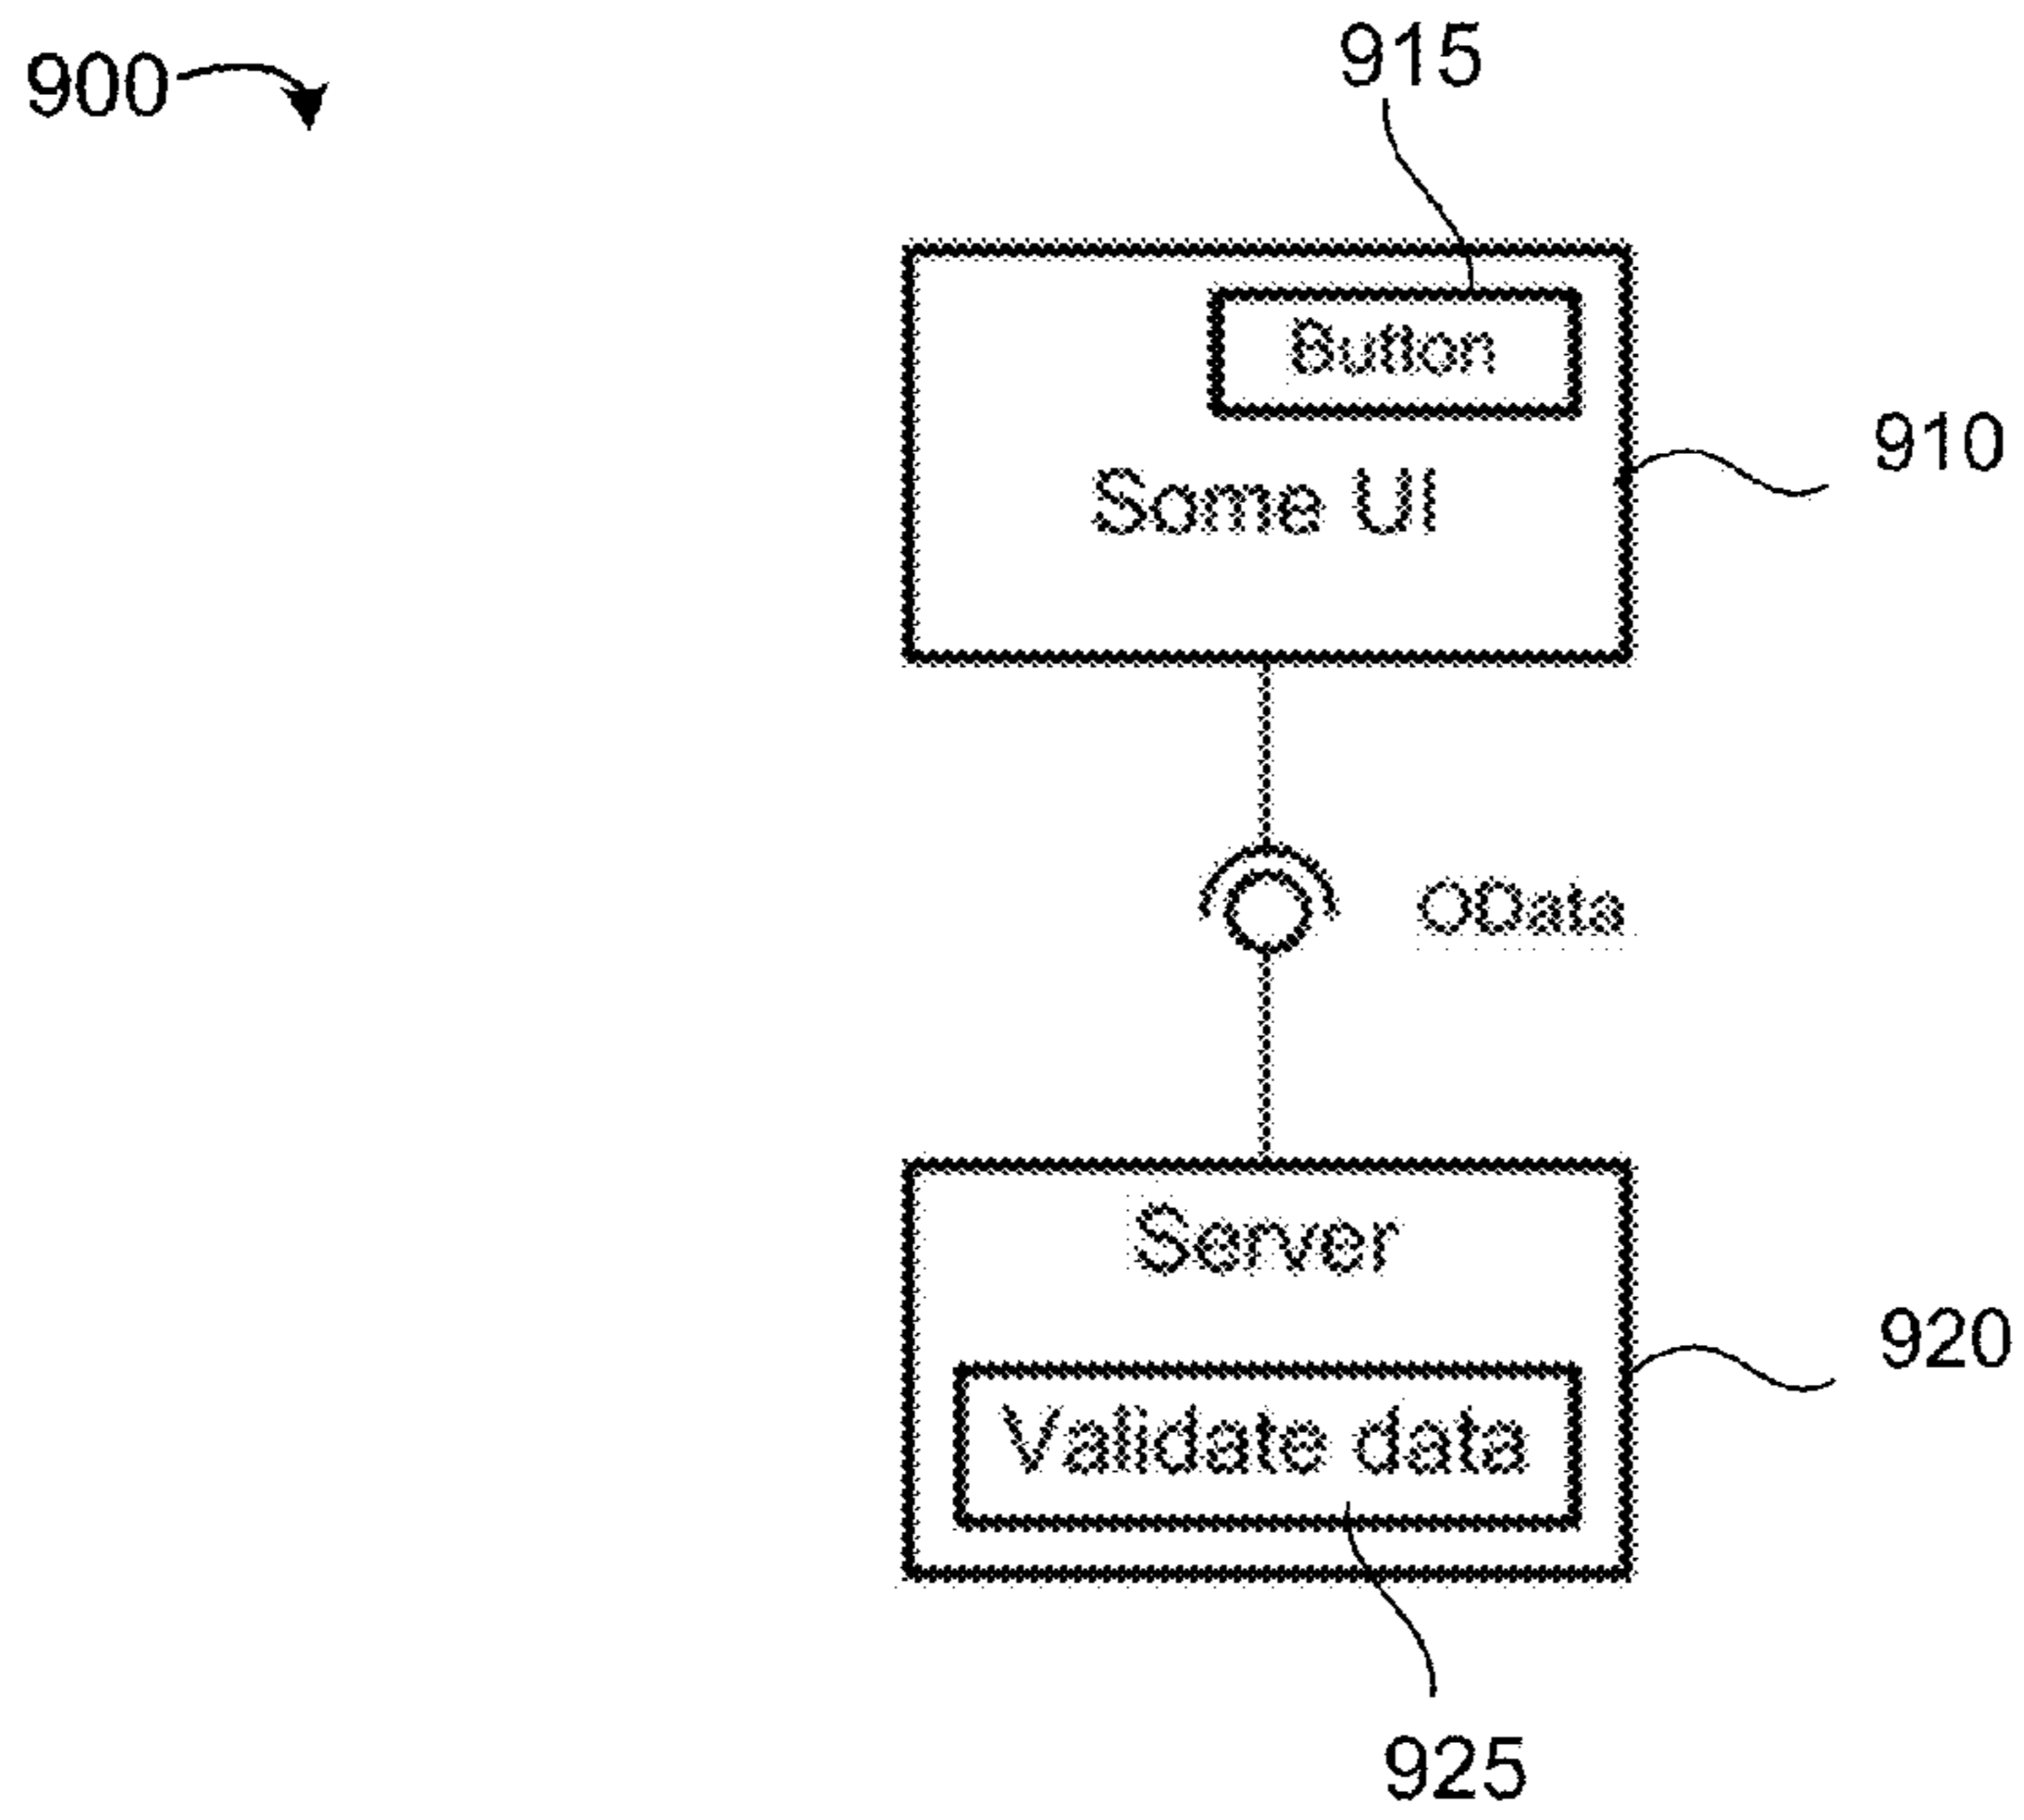 900
915
Button
910
Some UI
OData
Server
920
Validate data
925